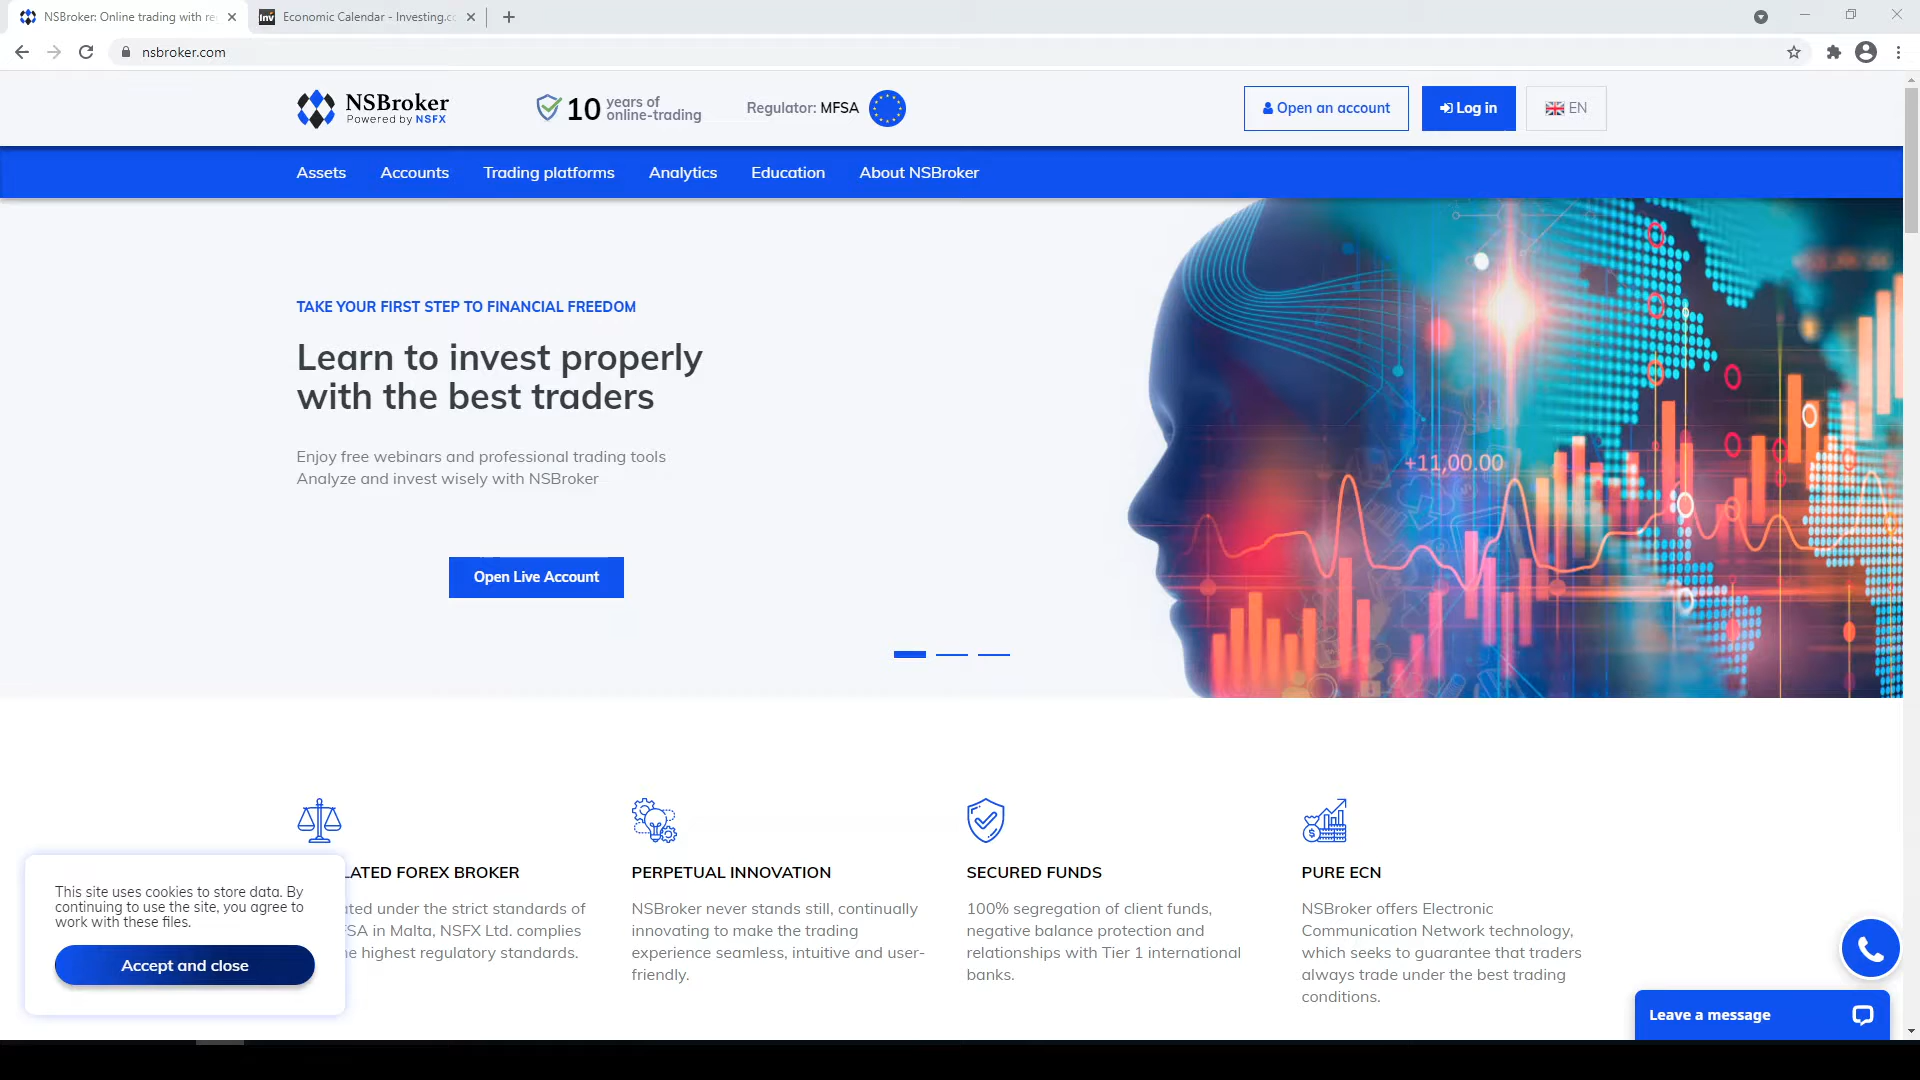 NSBroker: Online trading with re
Economic Calendar - Investing.c
nsbroker.com
NSBroker
Powered by NSFX
10 years of
online-trading
Regulator: MFSA
Open an account
Log in
EN
Assets
Accounts
Trading platforms
Analytics
Education
About NSBroker
TAKE YOUR FIRST STEP TO FINANCIAL FREEDOM
Learn to invest properly
with the best traders
Enjoy free webinars and professional trading tools
Analyze and invest wisely with NSBroker
Open Live Account
+11,00.00
LATED FOREX BROKER
ated under the strict standards of
FSA in Malta, NSFX Ltd. complies
he highest regulatory standards.
PERPETUAL INNOVATION
NSBroker never stands still, continually
innovating to make the trading
experience seamless, intuitive and user-
friendly.
SECURED FUNDS
100% segregation of client funds,
negative balance protection and
relationships with Tier 1 international
banks.
PURE ECN
NSBroker offers Electronic
Communication Network technology,
which seeks to guarantee that traders
always trade under the best trading
conditions.
This site uses cookies to store data. By
continuing to use the site, you agree to
work with these files.
Accept and close
Leave a message